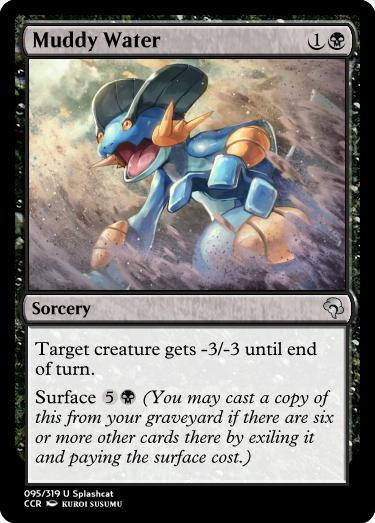 Muddy Water 1
Sorcery
Target creature gets -3/-3 until end
of turn.
Surface 5 (You may cast a copy of
this from your graveyard if there are six
or more other cards there by exiling it
and paying the surface cost.)
095/319 U Splashcat
CCR KUROI SUSUMU